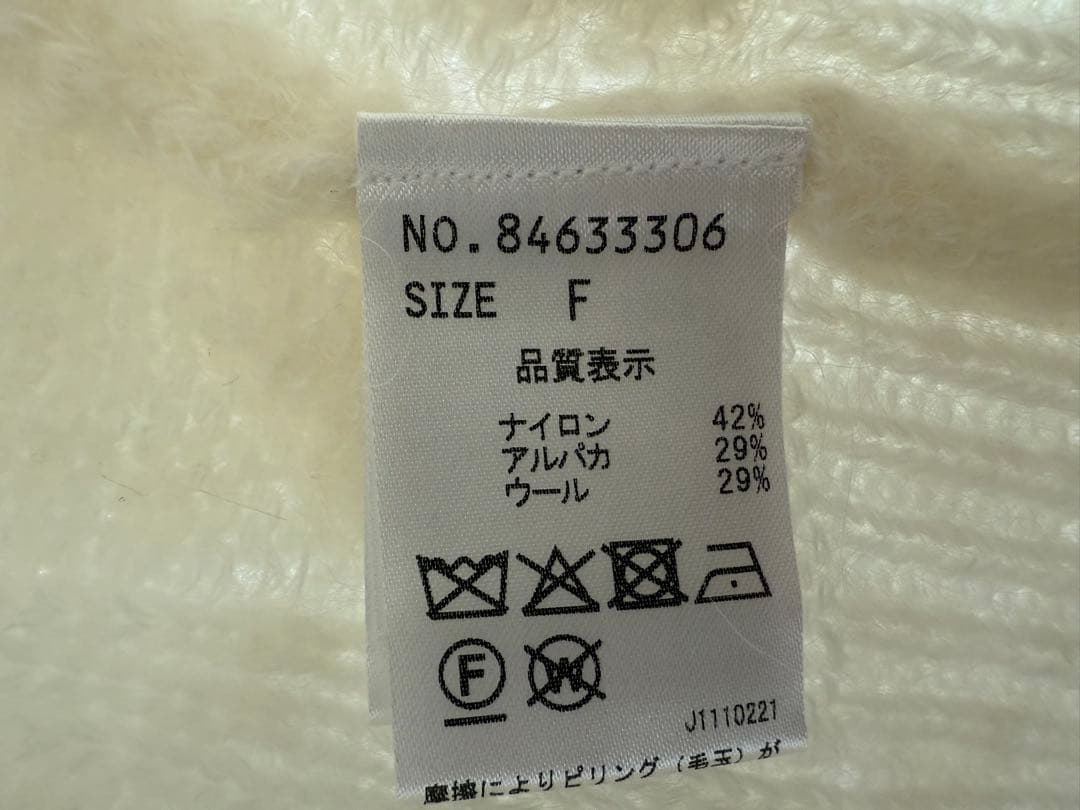 NO.84633306
SIZE F
品質表示
ナイロン 42%
アルパカ 29%
ウール 29%
F W
J1110221
摩擦によりピリング(毛玉)が